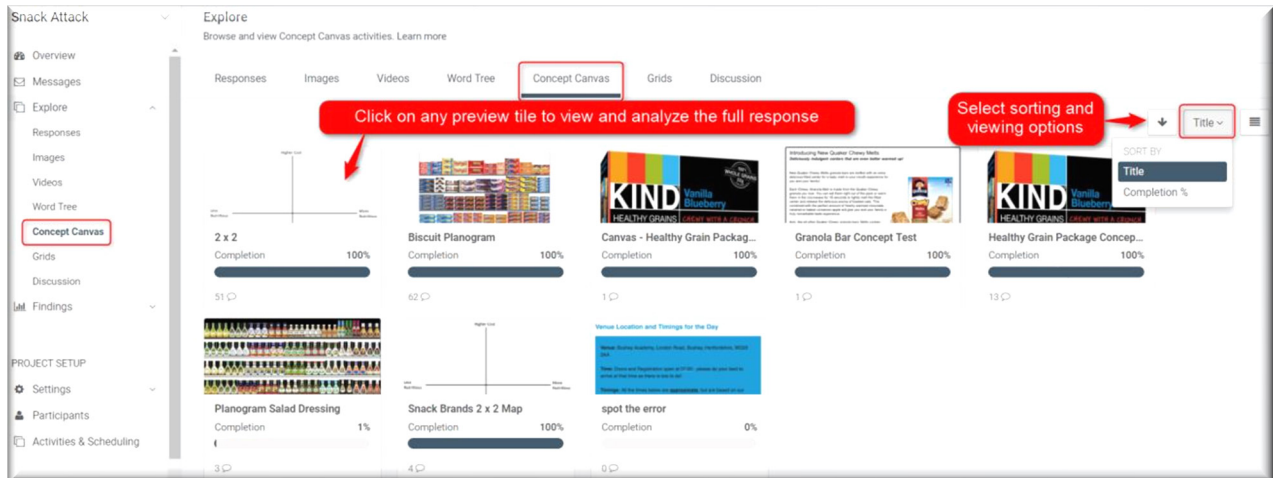 Snack Attack
Overview
Messages
Explore
Responses
Images
Videos
Word Tree
Concept Canvas
Grids
Discussion
Findings
PROJECT SETUP
Settings
Participants
Activities & Scheduling
Explore
Browse and view Concept Canvas activities. Learn more
Responses Images Videos Word Tree Concept Canvas Grids Discussion
Click on any preview tile to view and analyze the full response
Select sorting and
viewing options
Title
SORT BY
Title
Completion %
Higher Cost
2 x 2
Completion 100%
51
Biscuit Planogram
Completion 100%
62
KIND
Vanilla
Blueberry
HEALTHY GRAINS
Canvas - Healthy Grain Packag...
Completion 100%
1
Introducing New Quaker Chewy Mells
Granola Bar Concept Test
Completion 100%
1
KIND
Vanilla
Blueberry
HEALTHY GRAINS
Healthy Grain Package Concep...
Completion 100%
13
Planogram Salad Dressing
Completion 1%
3
Higher Cost
Snack Brands 2 x 2 Map
Completion 100%
4
Venue Location and Timings for the Day
spot the error
Completion 0%
0